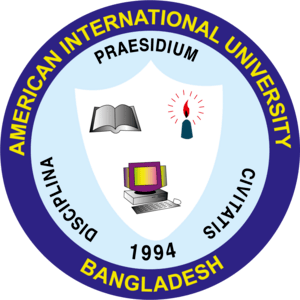 AMERICAN INTERNATIONAL UNIVERSITY
PRAESIDIUM
DISCIPLINA
CIVITATIS
1994
BANGLADESH